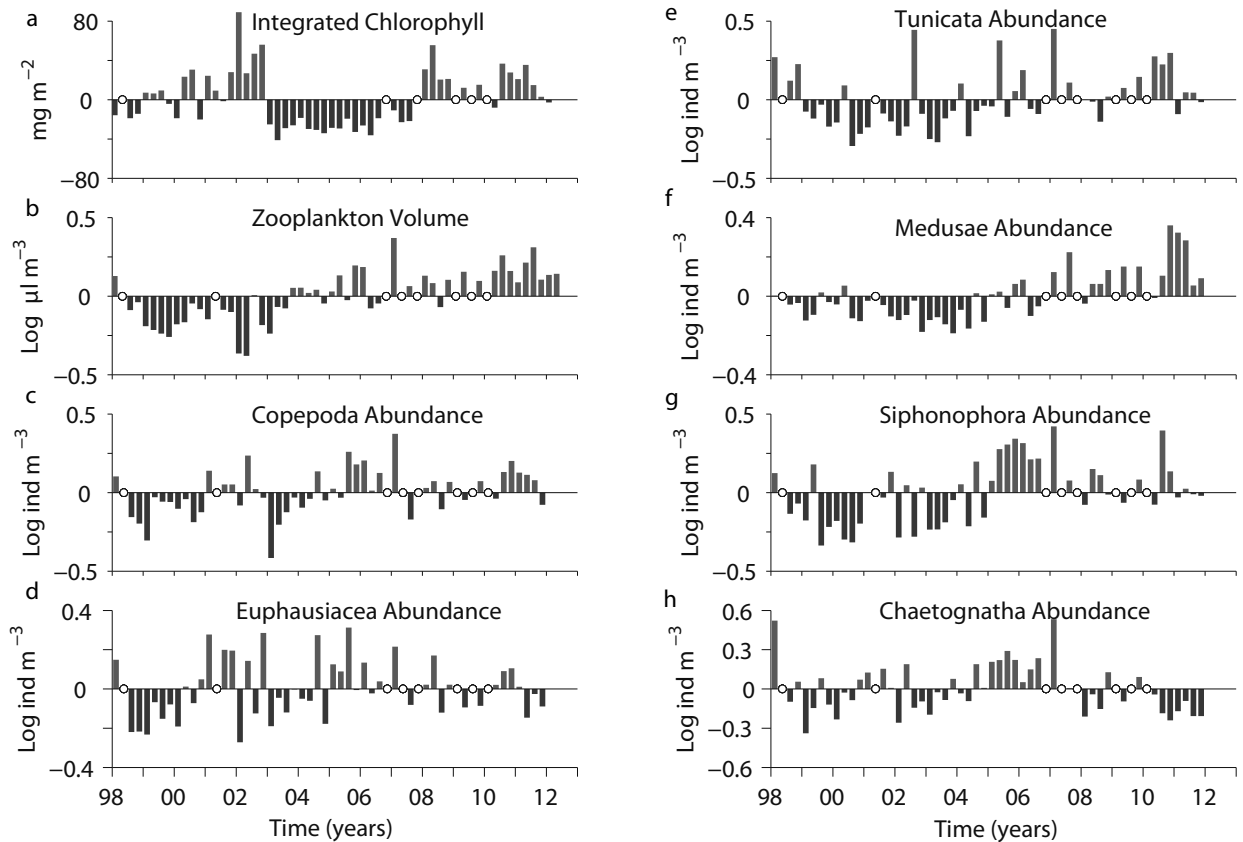 a
Integrated Chlorophyll
80
0
−80
mg m−2
b
Zooplankton Volume
0.5
0
−0.5
Log µl m−3
c
Copepoda Abundance
0.5
0
−0.5
Log ind m−3
d
Euphausiacea Abundance
0.4
0
−0.4
Log ind m−3
98 00 02 04 06 08 10 12
Time (years)
e
Tunicata Abundance
0.5
0
−0.5
Log ind m−3
f
Medusae Abundance
0.4
0
−0.4
Log ind m−3
g
Siphonophora Abundance
0.5
0
−0.5
Log ind m−3
h
Chaetognatha Abundance
0.6
0.3
0
−0.3
−0.6
Log ind m−3
98 00 02 04 06 08 10 12
Time (years)